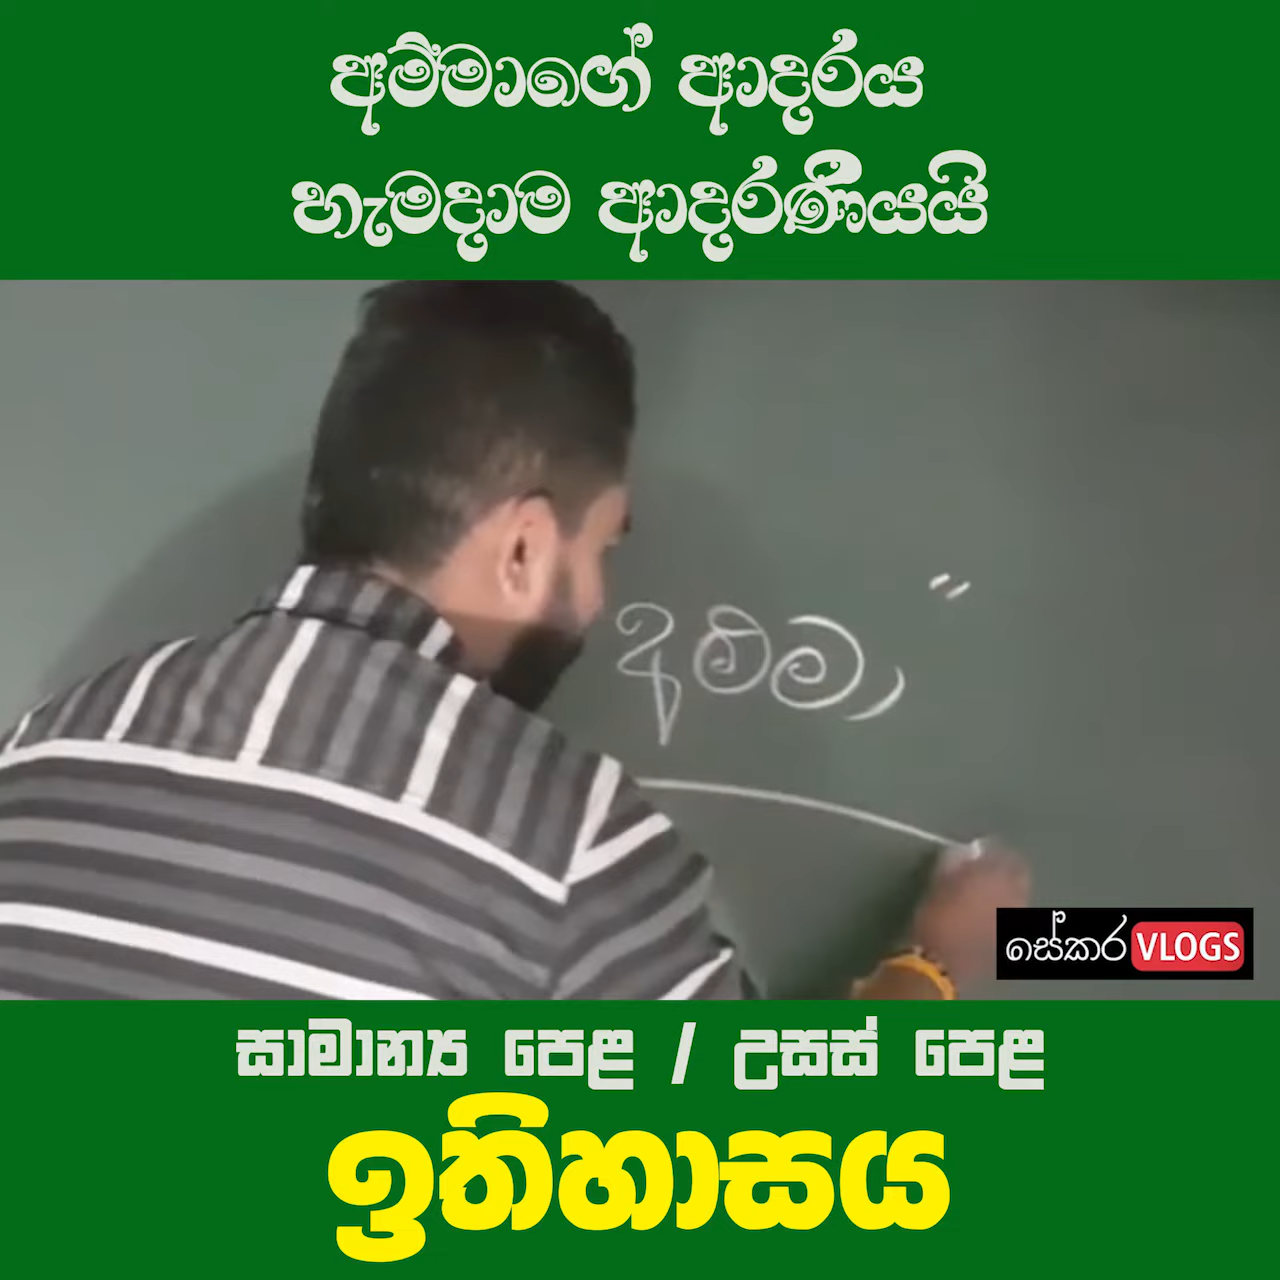 අම්මාගේ ආදරය
හැමදාම ආදරණීයයි
අම්මා "
සේකර VLOGS
සාමාන්‍ය පෙළ / උසස් පෙළ
ඉතිහාසය